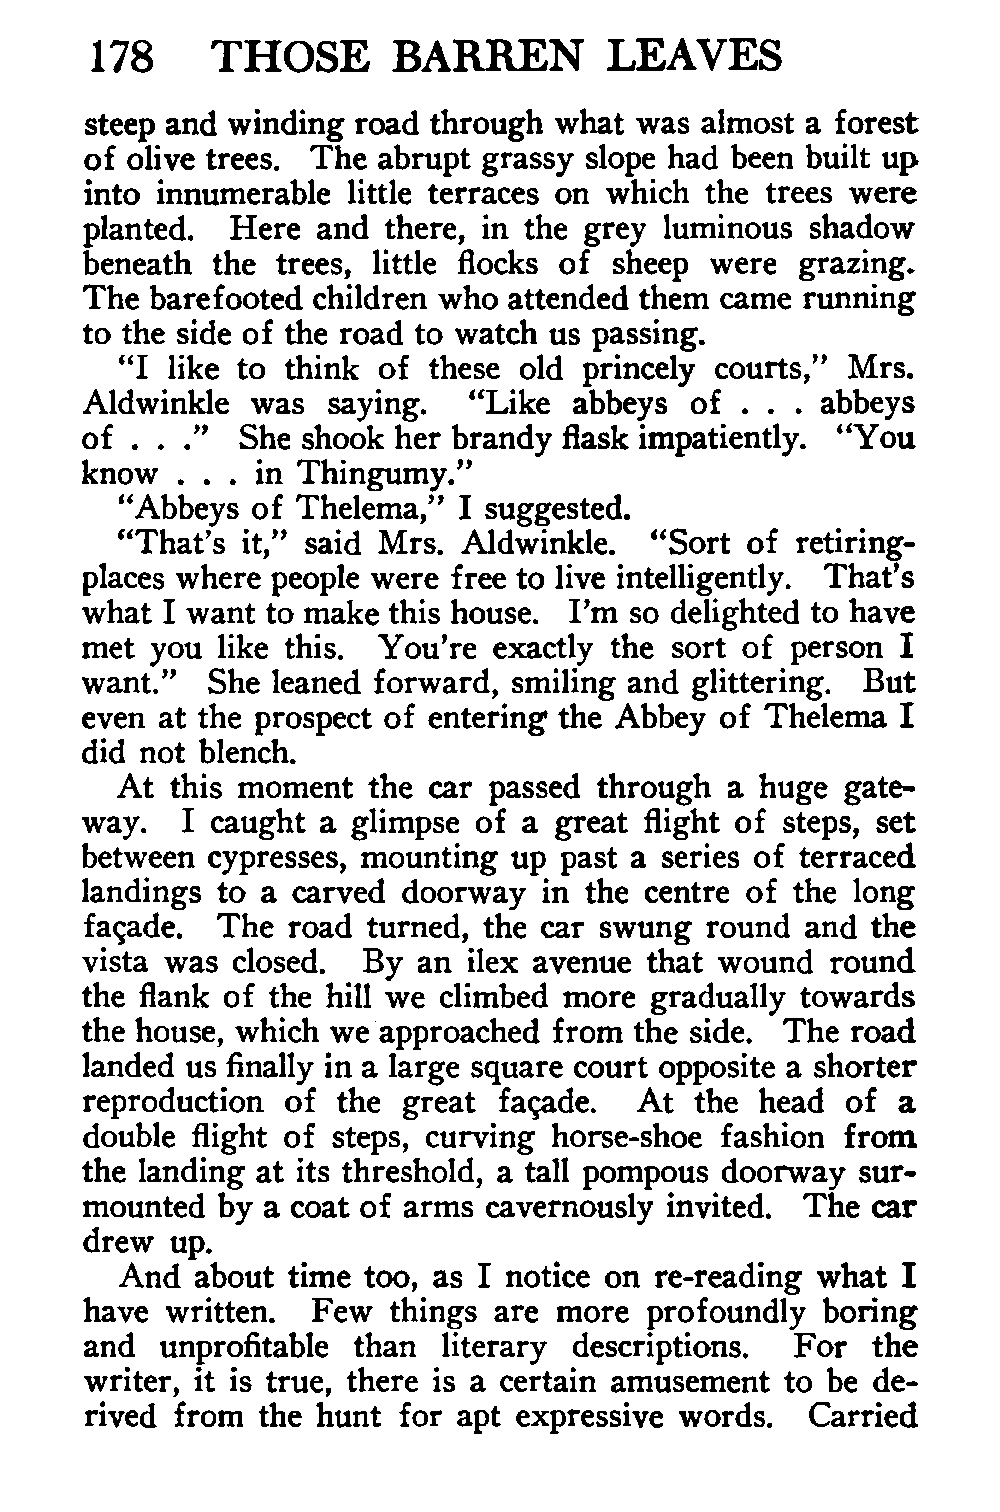 178 THOSE BARREN LEAVES
steep and winding road through what was almost a forest
of olive trees. The abrupt grassy slope had been built up
into innumerable little terraces on which the trees were
planted. Here and there, in the grey luminous shadow
beneath the trees, little flocks of sheep were grazing.
The barefooted children who attended them came running
to the side of the road to watch us passing.
“I like to think of these old princely courts,” Mrs.
Aldwinkle was saying. “Like abbeys of . . . abbeys
of . . .” She shook her brandy flask impatiently. “You
know . . . in Thingumy.”
“Abbeys of Thelema,” I suggested.
“That’s it,” said Mrs. Aldwinkle. “Sort of retiring-
places where people were free to live intelligently. That’s
what I want to make this house. I’m so delighted to have
met you like this. You’re exactly the sort of person I
want.” She leaned forward, smiling and glittering. But
even at the prospect of entering the Abbey of Thelema I
did not blench.
At this moment the car passed through a huge gate-
way. I caught a glimpse of a great flight of steps, set
between cypresses, mounting up past a series of terraced
landings to a carved doorway in the centre of the long
façade. The road turned, the car swung round and the
vista was closed. By an ilex avenue that wound round
the flank of the hill we climbed more gradually towards
the house, which we approached from the side. The road
landed us finally in a large square court opposite a shorter
reproduction of the great façade. At the head of a
double flight of steps, curving horse-shoe fashion from
the landing at its threshold, a tall pompous doorway sur-
mounted by a coat of arms cavernously invited. The car
drew up.
And about time too, as I notice on re-reading what I
have written. Few things are more profoundly boring
and unprofitable than literary descriptions. For the
writer, it is true, there is a certain amusement to be de-
rived from the hunt for apt expressive words. Carried